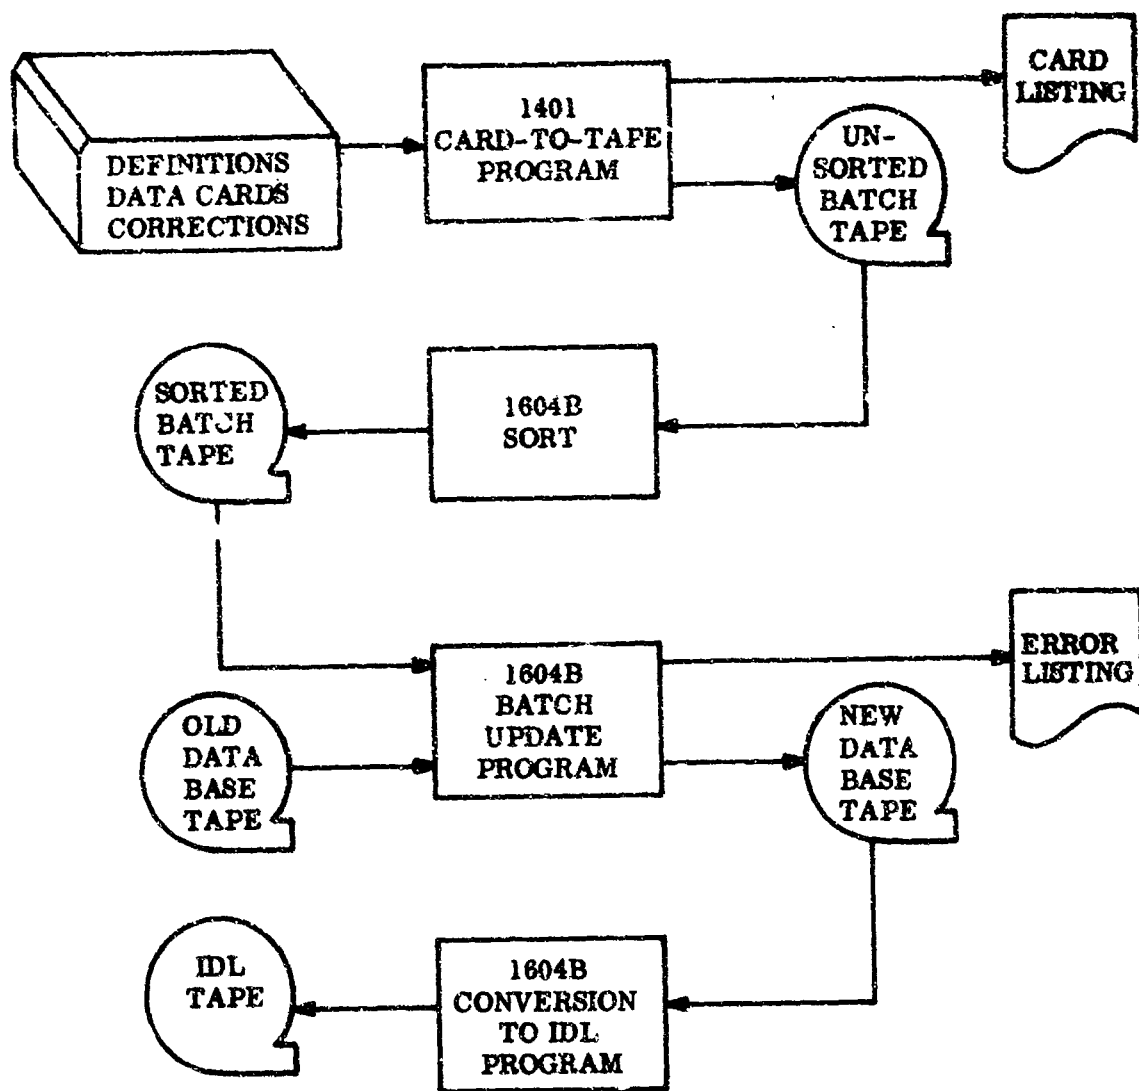 DEFINITIONS
DATA CARDS
CORRECTIONS
1401
CARD-TO-TAPE
PROGRAM
CARD
LISTING
UN-
SORTED
BATCH
TAPE
SORTED
BATCH
TAPE
1604B
SORT
1604B
BATCH
UPDATE
PROGRAM
ERROR
LISTING
OLD
DATA
BASE
TAPE
NEW
DATA
BASE
TAPE
IDL
TAPE
1604B
CONVERSION
TO IDL
PROGRAM